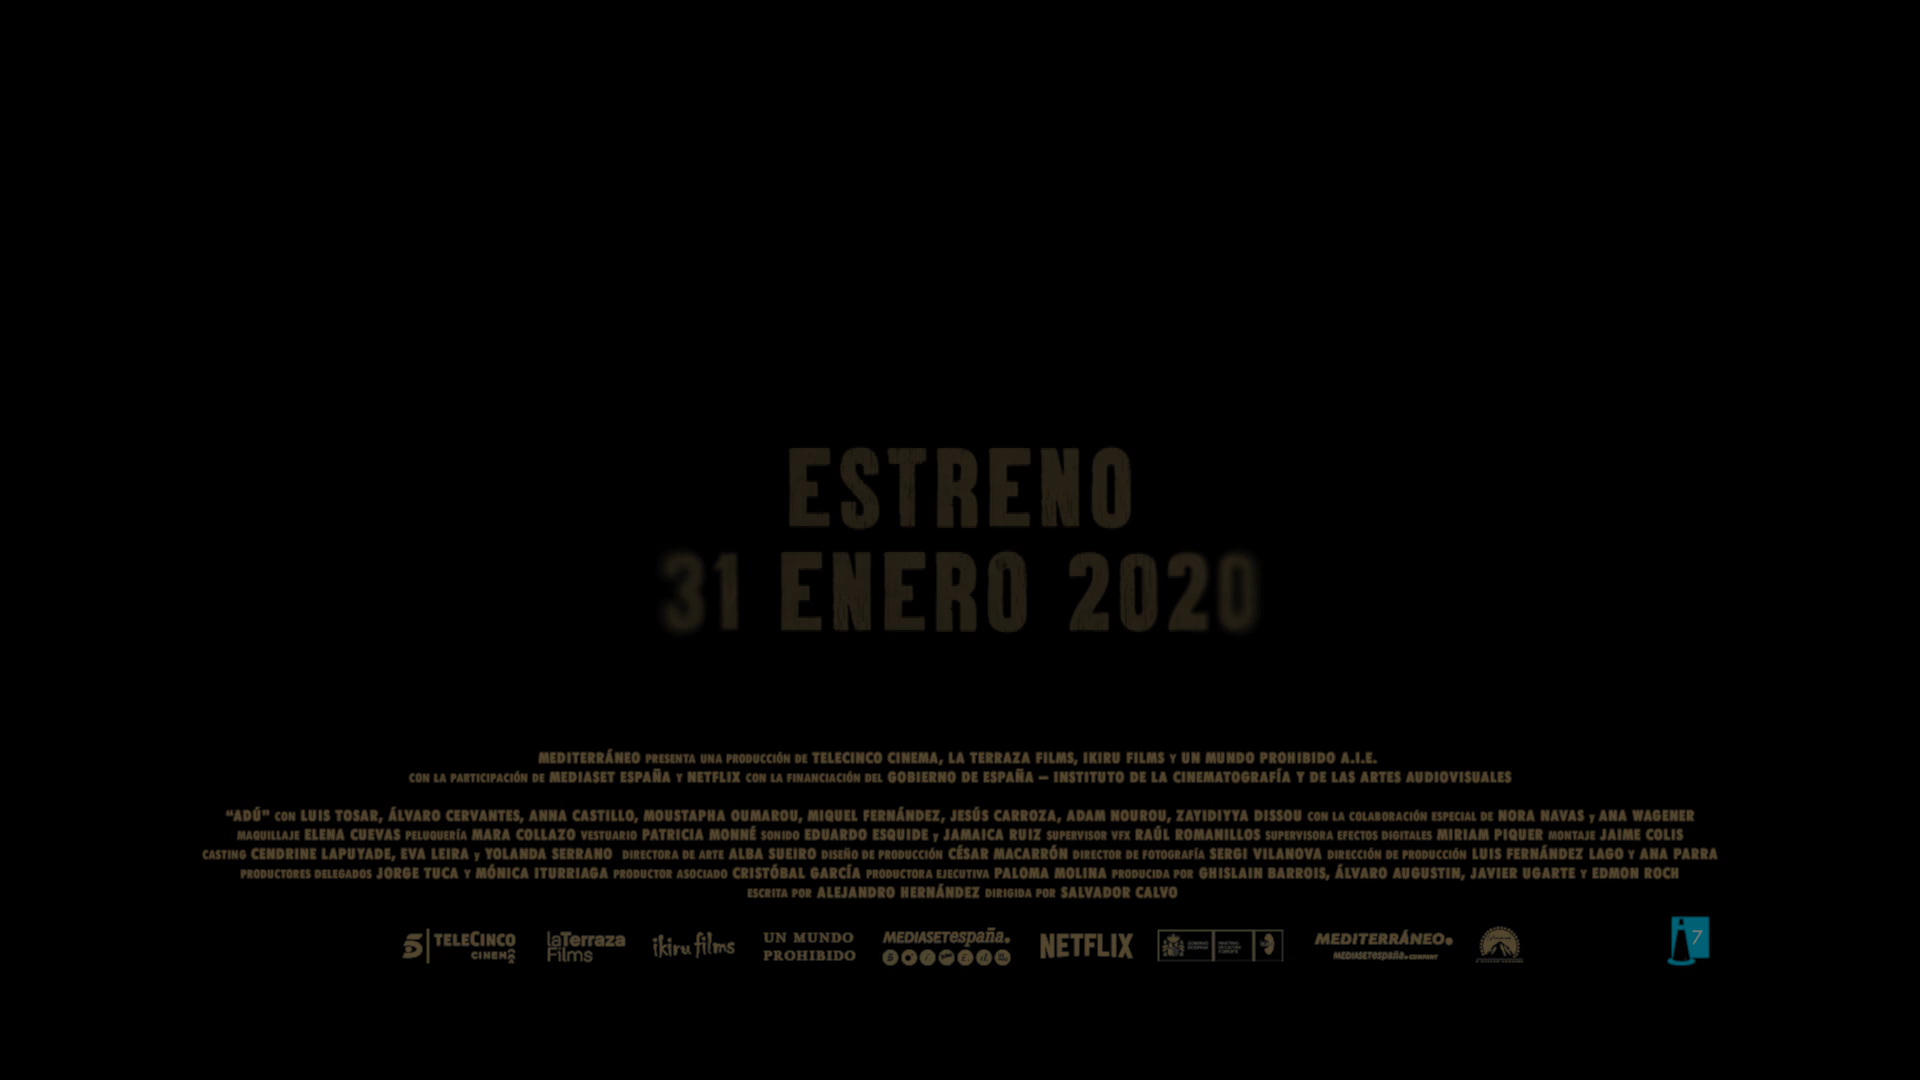 ESTRENO
31 ENERO 2020
MEDITERRÁNEO PRESENTA UNA PRODUCCIÓN DE TELECINCO CINEMA, LA TERRAZA FILMS, IKIRU FILMS Y UN MUNDO PROHIBIDO A.I.E.
CON LA PARTICIPACIÓN DE MEDIASET ESPAÑA Y NETFLIX CON LA FINANCIACIÓN DEL GOBIERNO DE ESPAÑA – INSTITUTO DE LA CINEMATOGRAFÍA Y DE LAS ARTES AUDIOVISUALES
“ADÚ” CON LUIS TOSAR, ÁLVARO CERVANTES, ANNA CASTILLO, MOUSTAPHA OUMAROU, MIQUEL FERNÁNDEZ, JESÚS CARROZA, ADAM NOUROU, ZAYIDIYYA DISSOU CON LA COLABORACIÓN ESPECIAL DE NORA NAVAS y ANA WAGENER
MAQUILLAJE ELENA CUEVAS PELUQUERÍA MARA COLLAZO VESTUARIO PATRICIA MONNÉ SONIDO EDUARDO ESQUIDE y JAMAICA RUIZ SUPERVISOR VFX RAÚL ROMANILLOS SUPERVISORA EFECTOS DIGITALES MIRIAM PIQUER MONTAJE JAIME COLIS
CASTING CENDRINE LAPUYADE, EVA LEIRA y YOLANDA SERRANO DIRECTORA DE ARTE ALBA SUEIRO DISEÑO DE PRODUCCIÓN CÉSAR MACARRÓN DIRECTOR DE FOTOGRAFÍA SERGI VILANOVA DIRECCIÓN DE PRODUCCIÓN LUIS FERNÁNDEZ LAGO Y ANA PARRA
PRODUCTORES DELEGADOS JORGE TUCA Y MÓNICA ITURRIAGA PRODUCTOR ASOCIADO CRISTÓBAL GARCÍA PRODUCTORA EJECUTIVA PALOMA MOLINA PRODUCIDA POR GHISLAIN BARROIS, ÁLVARO AUGUSTIN, JAVIER UGARTE Y EDMON ROCH
ESCRITA POR ALEJANDRO HERNÁNDEZ DIRIGIDA POR SALVADOR CALVO
5 TELECINCO CINEMA
laTerraza Films
ikiru films
UN MUNDO PROHIBIDO
MEDIASETespaña.
NETFLIX
MEDITERRÁNEO
MEDIASETespaña. COMPANY
7